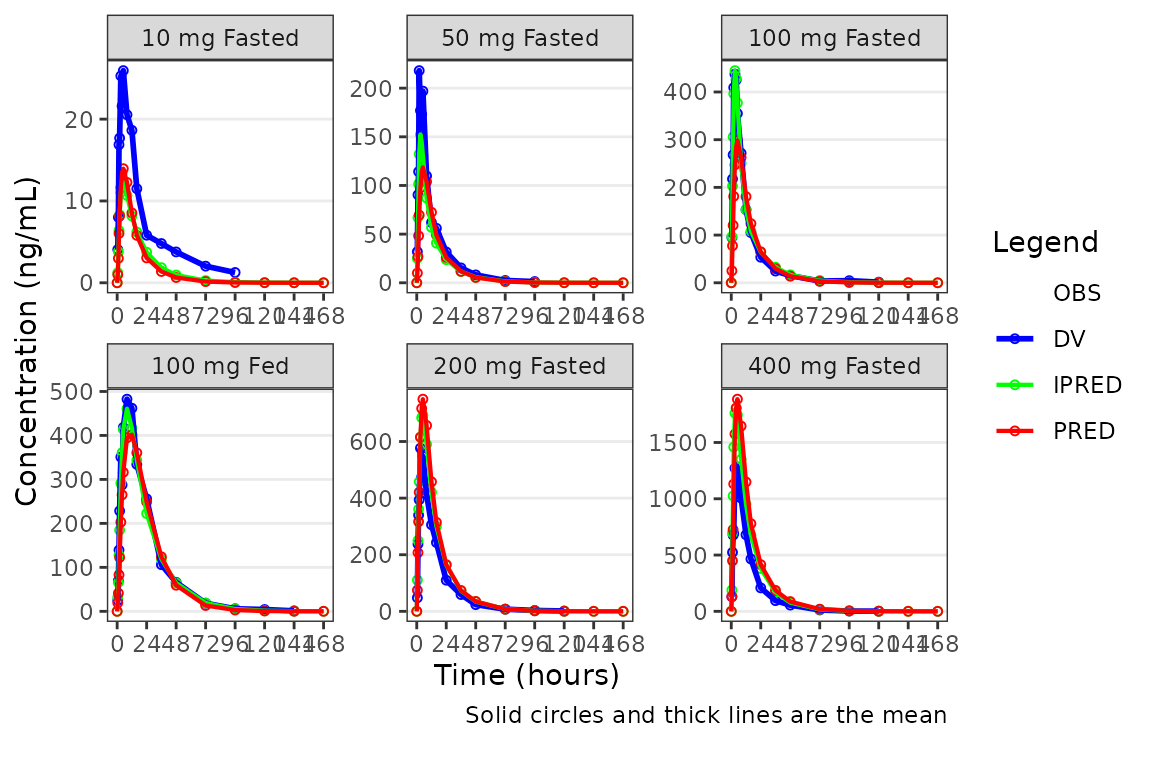 10 mg Fasted 50 mg Fasted 100 mg Fasted
20
10
0
200
150
100
50
0
400
300
200
100
0
0 24 48 72 96 120 144 168 0 24 48 72 96 120 144 168 0 24 48 72 96 120 144 168
100 mg Fed 200 mg Fasted 400 mg Fasted
500
400
300
200
100
0
600
400
200
0
1500
1000
500
0
0 24 48 72 96 120 144 168 0 24 48 72 96 120 144 168 0 24 48 72 96 120 144 168
Concentration (ng/mL)
Time (hours)
Solid circles and thick lines are the mean
Legend
OBS
DV
IPRED
PRED